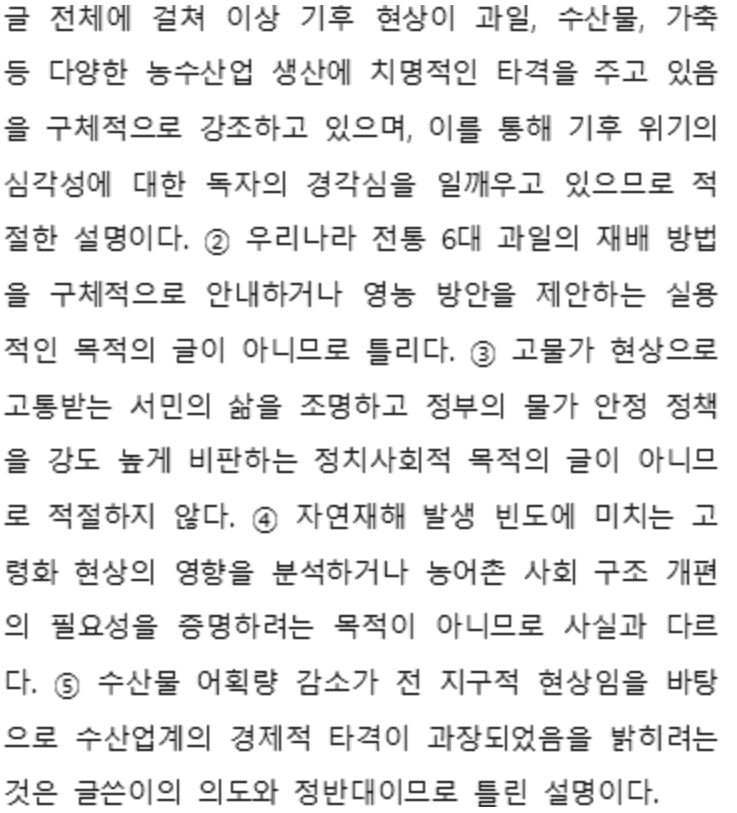 글 전체에 걸쳐 이상 기후 현상이 과일, 수산물, 가축
등 다양한 농수산업 생산에 치명적인 타격을 주고 있음
을 구체적으로 강조하고 있으며, 이를 통해 기후 위기의
심각성에 대한 독자의 경각심을 일깨우고 있으므로 적
절한 설명이다. ② 우리나라 전통 6대 과일의 재배 방법
을 구체적으로 안내하거나 영농 방안을 제안하는 실용
적인 목적의 글이 아니므로 틀리다. ③ 고물가 현상으로
고통받는 서민의 삶을 조명하고 정부의 물가 안정 정책
을 강도 높게 비판하는 정치사회적 목적의 글이 아니므
로 적절하지 않다. ④ 자연재해 발생 빈도에 미치는 고
령화 현상의 영향을 분석하거나 농어촌 사회 구조 개편
의 필요성을 증명하려는 목적이 아니므로 사실과 다르
다. ⑤ 수산물 어획량 감소가 전 지구적 현상임을 바탕
으로 수산업계의 경제적 타격이 과장되었음을 밝히려는
것은 글쓴이의 의도와 정반대이므로 틀린 설명이다.